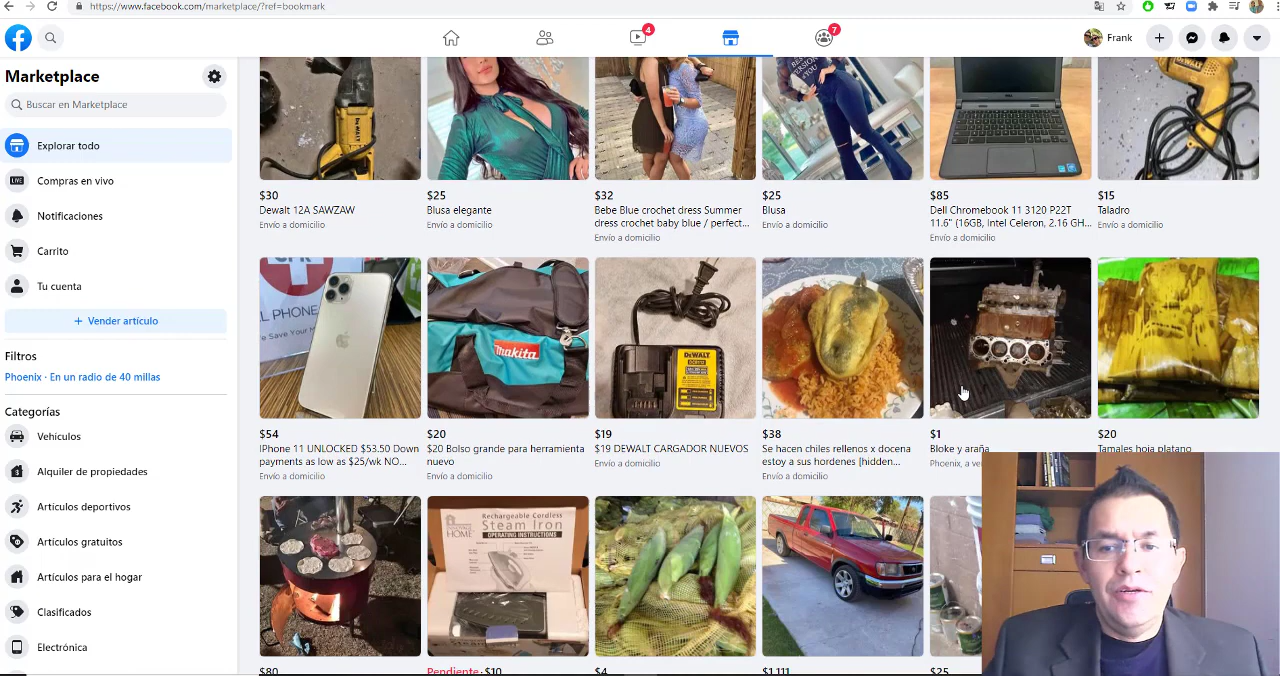 https://www.facebook.com/marketplace/?ref=bookmark
4
7
Frank
Marketplace
Buscar en Marketplace
Explorar todo
LIVE
Compras en vivo
Notificaciones
Carrito
Tu cuenta
+ Vender artículo
Filtros
Phoenix · En un radio de 40 millas
Categorías
Vehículos
Alquiler de propiedades
Artículos deportivos
Artículos gratuitos
Artículos para el hogar
Clasificados
Electrónica
$30
Dewalt 12A SAWZAW
Envío a domicilio
$25
Blusa elegante
Envío a domicilio
$32
Bebe Blue crochet dress Summer
dress crochet baby blue / perfect...
Envío a domicilio
$25
Blusa
Envío a domicilio
$85
Dell Chromebook 11 3120 P22T
11.6" (16GB, Intel Celeron, 2.16 GH...
Envío a domicilio
$15
Taladro
Envío a domicilio
makita
DEWALT
$54
IPhone 11 UNLOCKED $53.50 Down
payments as low as $25/wk NO...
Envío a domicilio
$20
$20 Bolso grande para herramienta
nuevo
Envío a domicilio
$19
$19 DEWALT CARGADOR NUEVOS
Envío a domicilio
$38
Se hacen chiles rellenos x docena
estoy a sus hordenes [hidden...
Envío a domicilio
$1
Bloke y araña
Phoenix, a
$20
Tamales hoja platano
Rechargeable Cordless
Steam Iron
OPERATING INSTRUCTIONS
$80
Pendiente · $10
$4
$1,111
$25